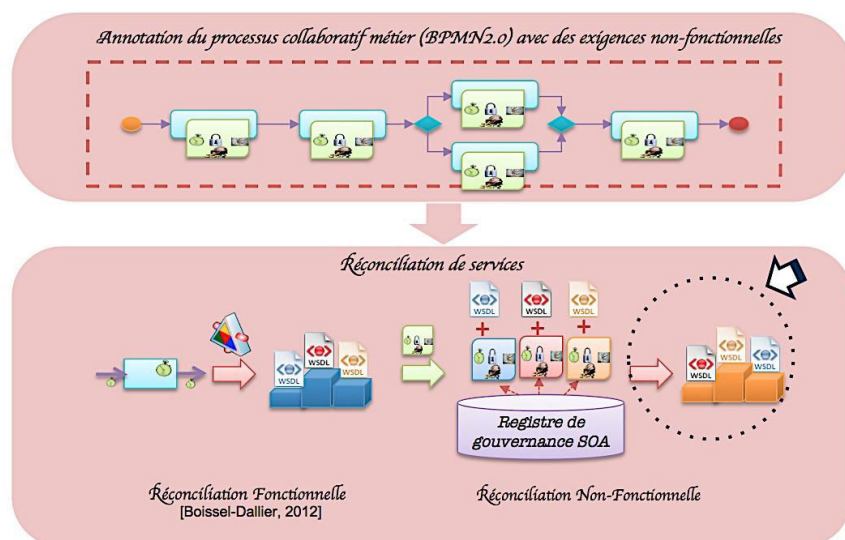 Annotation du processus collaboratif métier (BPMN2.0) avec des exigences non-fonctionnelles
Réconciliation de services
WSDL
WSDL
WSDL
WSDL
WSDL
WSDL
WSDL
WSDL
WSDL
Registre de
gouvernance SOA
Réconciliation Fonctionnelle
[Boissel-Dallier, 2012]
Réconciliation Non-Fonctionnelle